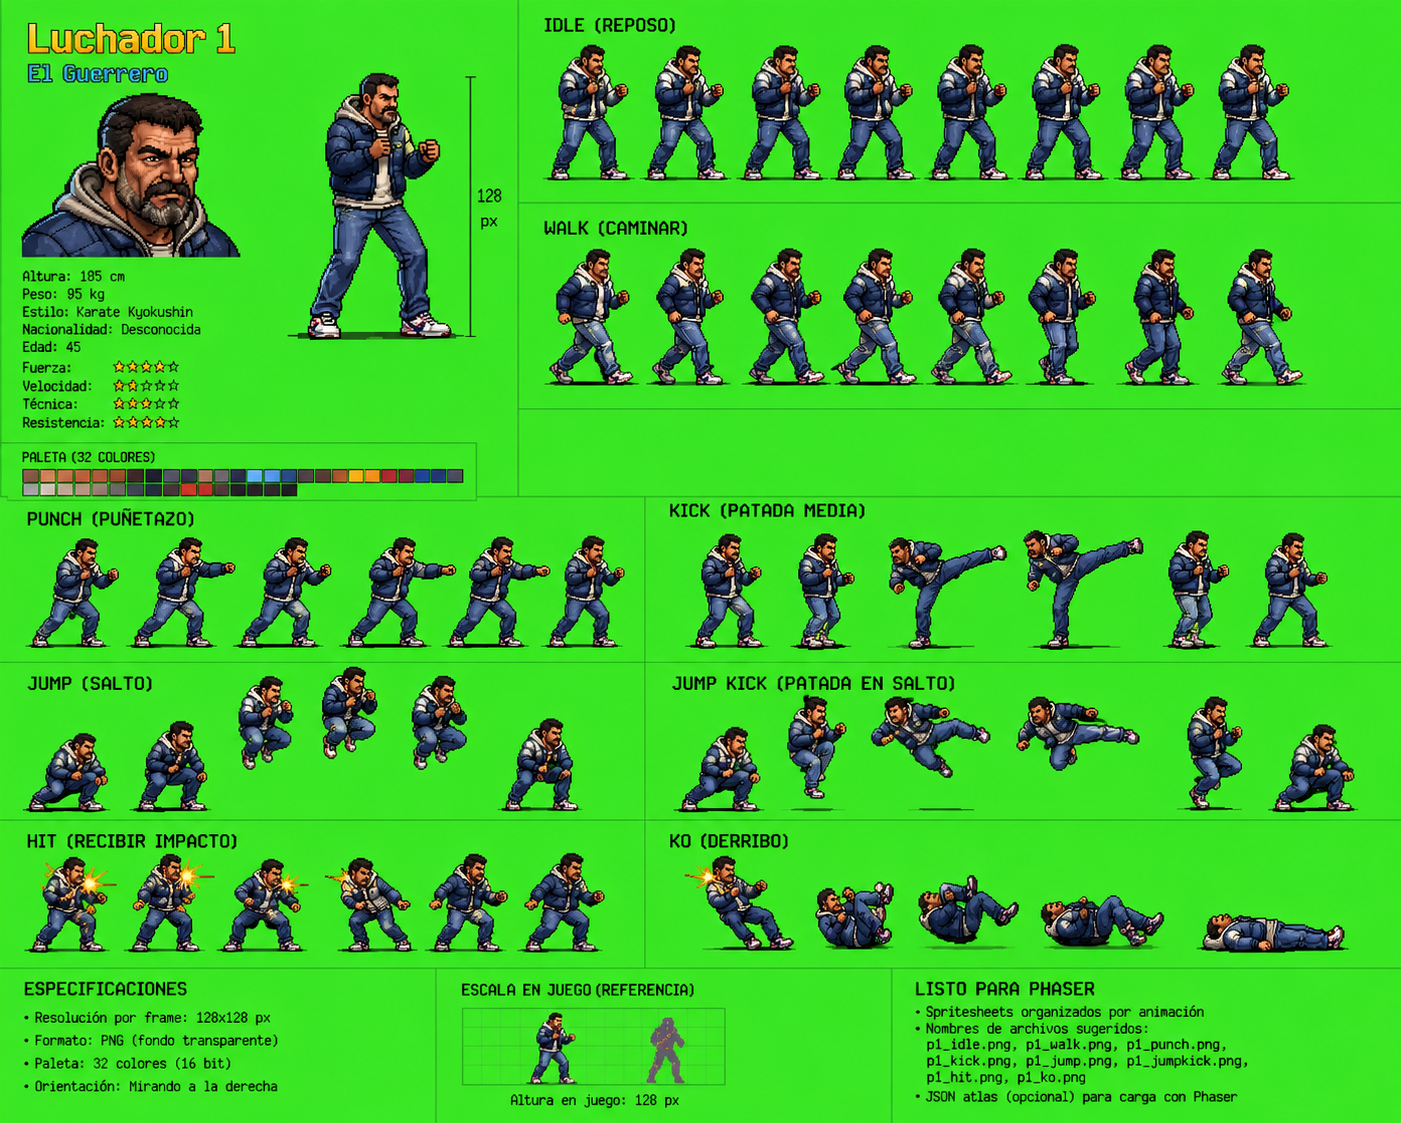 Luchador 1
El Guerrero
128
px
Altura: 185 cm
Peso: 95 kg
Estilo: Karate Kyokushin
Nacionalidad: Desconocida
Edad: 45
Fuerza: ★★★★☆
Velocidad: ★★☆☆☆
Técnica: ★★★☆☆
Resistencia: ★★★★☆
PALETA (32 COLORES)
IDLE (REPOSO)
WALK (CAMINAR)
PUNCH (PUÑETAZO)
KICK (PATADA MEDIA)
JUMP (SALTO)
JUMP KICK (PATADA EN SALTO)
HIT (RECIBIR IMPACTO)
KO (DERRIBO)
ESPECIFICACIONES
• Resolución por frame: 128x128 px
• Formato: PNG (fondo transparente)
• Paleta: 32 colores (16 bit)
• Orientación: Mirando a la derecha
ESCALA EN JUEGO (REFERENCIA)
Altura en juego: 128 px
LISTO PARA PHASER
• Spritesheets organizados por animación
• Nombres de archivos sugeridos:
p1_idle.png, p1_walk.png, p1_punch.png,
p1_kick.png, p1_jump.png, p1_jumpkick.png,
p1_hit.png, p1_ko.png
• JSON atlas (opcional) para carga con Phaser